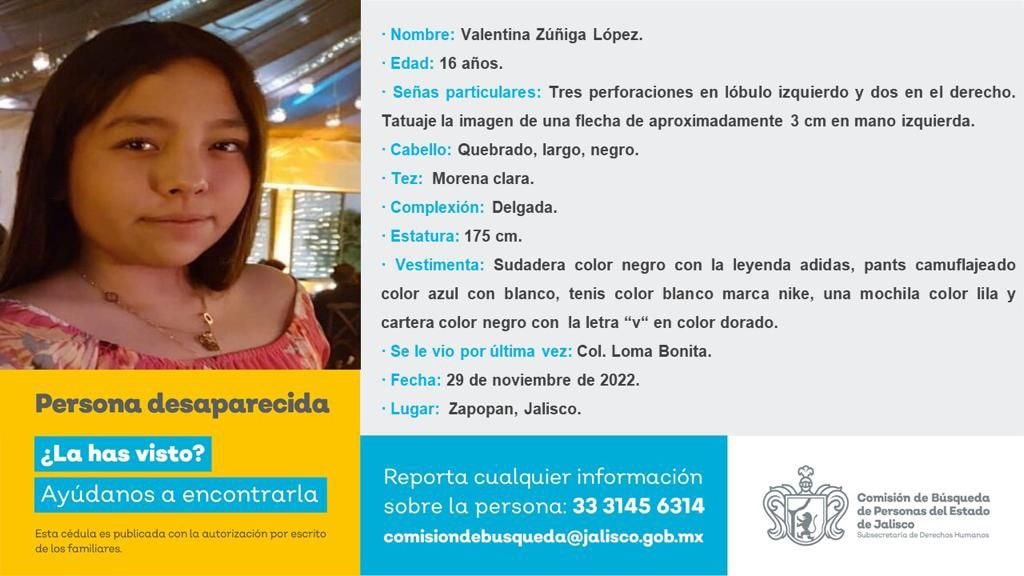 · Nombre: Valentina Zúñiga López.
· Edad: 16 años.
· Señas particulares: Tres perforaciones en lóbulo izquierdo y dos en el derecho.
Tatuaje la imagen de una flecha de aproximadamente 3 cm en mano izquierda.
· Cabello: Quebrado, largo, negro.
· Tez: Morena clara.
· Complexión: Delgada.
· Estatura: 175 cm.
· Vestimenta: Sudadera color negro con la leyenda adidas, pants camuflajeado
color azul con blanco, tenis color blanco marca nike, una mochila color lila y
cartera color negro con la letra “v“ en color dorado.
· Se le vio por última vez: Col. Loma Bonita.
· Fecha: 29 de noviembre de 2022.
· Lugar: Zapopan, Jalisco.
Persona desaparecida
¿La has visto?
Ayúdanos a encontrarla
Esta cédula es publicada con la autorización por escrito
de los familiares.
Reporta cualquier información
sobre la persona: 33 3145 6314
comisiondebusqueda@jalisco.gob.mx
Comisión de Búsqueda
de Personas del Estado
de Jalisco
Subsecretaría de Derechos Humanos